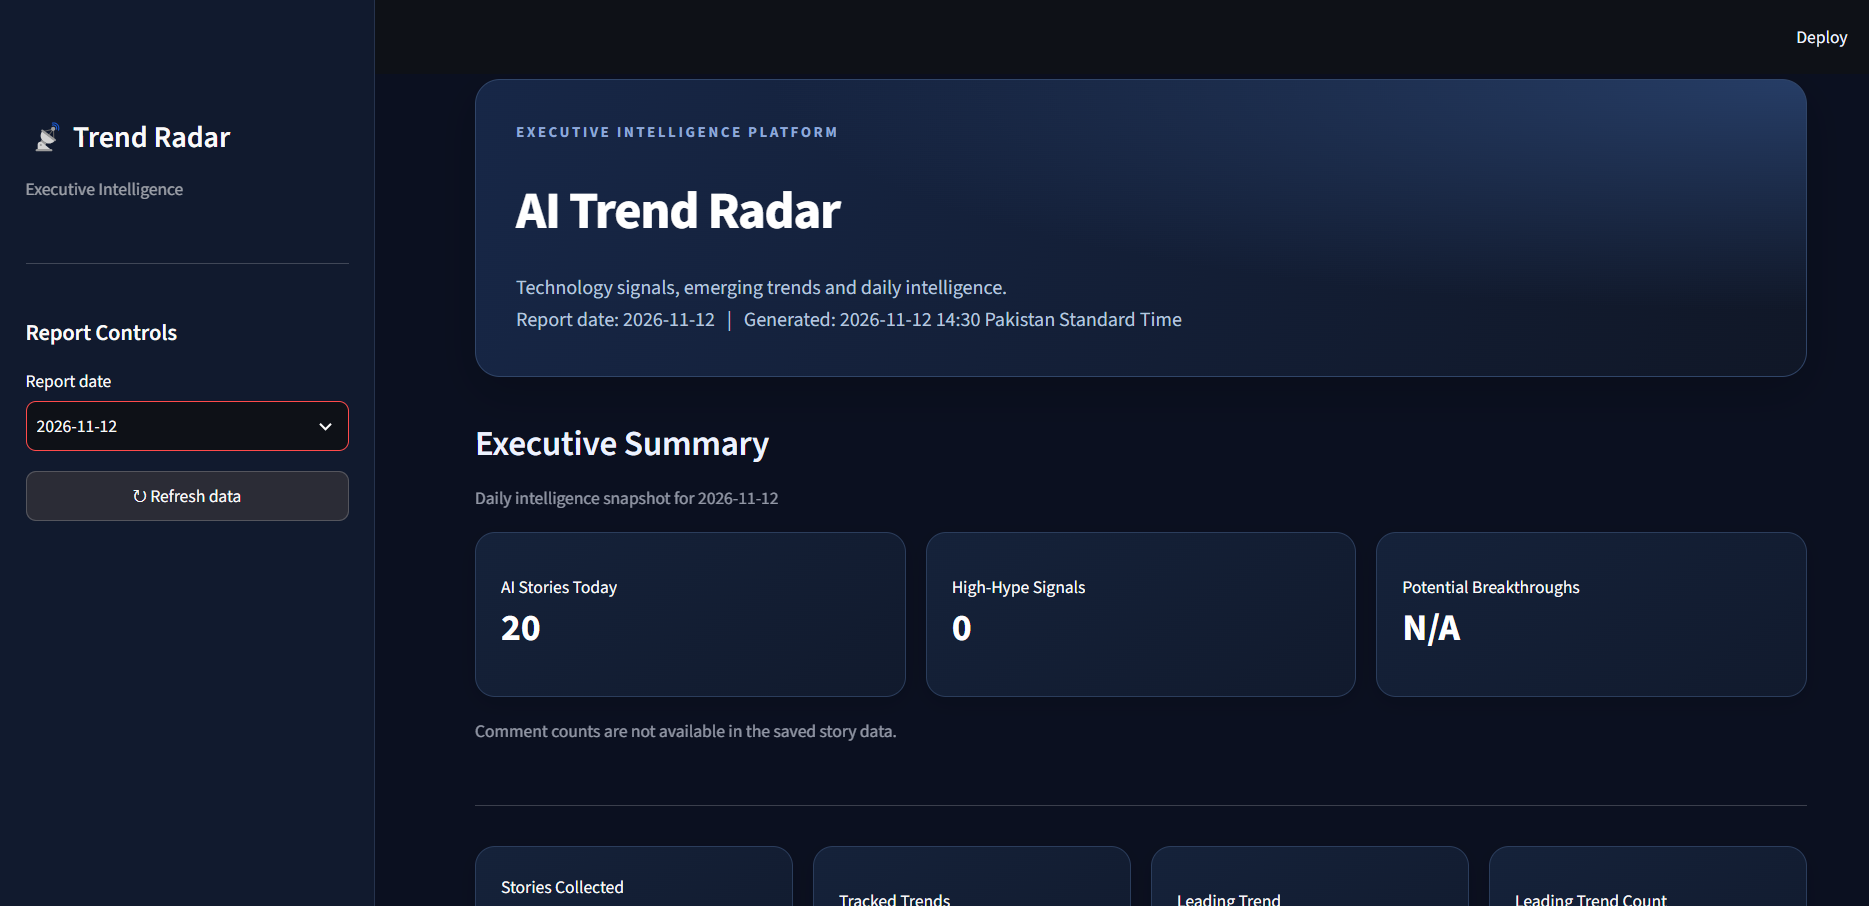 Deploy
Trend Radar
Executive Intelligence
Report Controls
Report date
2026-11-12
↻ Refresh data
EXECUTIVE INTELLIGENCE PLATFORM
AI Trend Radar
Technology signals, emerging trends and daily intelligence.
Report date: 2026-11-12 | Generated: 2026-11-12 14:30 Pakistan Standard Time
Executive Summary
Daily intelligence snapshot for 2026-11-12
AI Stories Today
20
High-Hype Signals
0
Potential Breakthroughs
N/A
Comment counts are not available in the saved story data.
Stories Collected
Tracked Trends
Leading Trend
Leading Trend Count